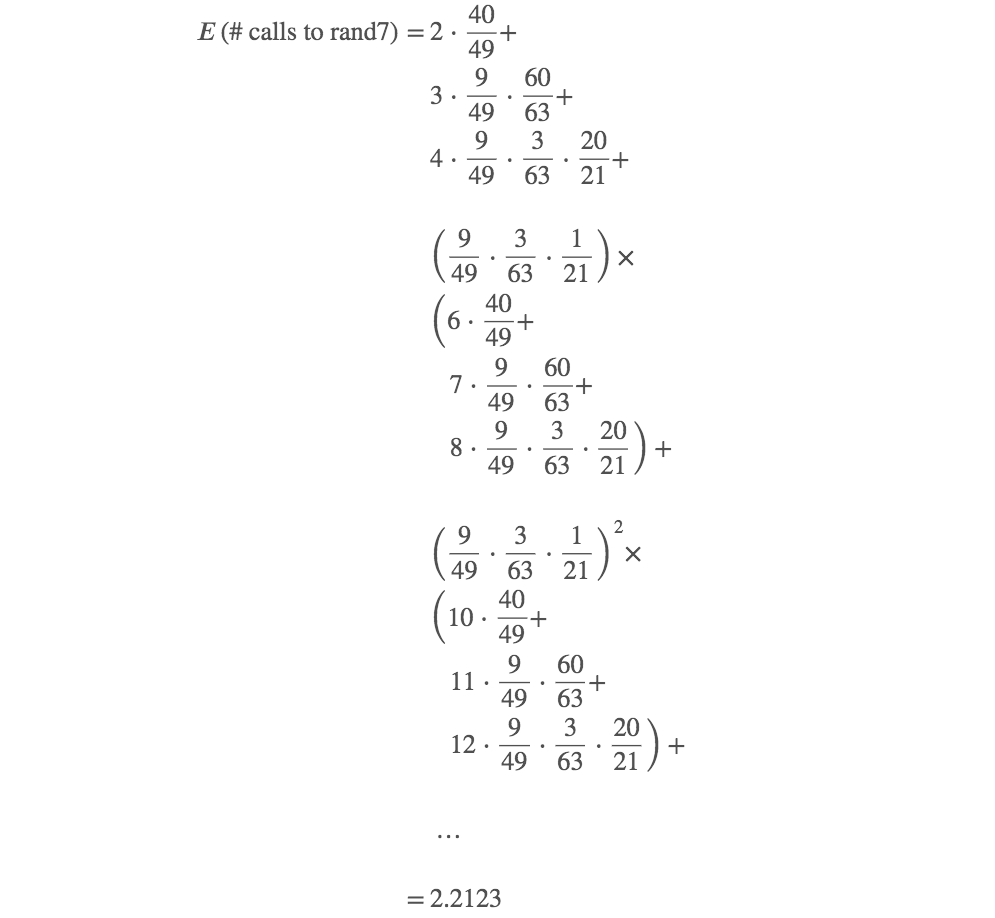 E (# calls to rand7) = 2 · 40/49 +
3 · 9/49 · 60/63 +
4 · 9/49 · 3/63 · 20/21 +
(9/49 · 3/63 · 1/21) ×
(6 · 40/49 +
7 · 9/49 · 60/63 +
8 · 9/49 · 3/63 · 20/21) +
(9/49 · 3/63 · 1/21)² ×
(10 · 40/49 +
11 · 9/49 · 60/63 +
12 · 9/49 · 3/63 · 20/21) +
...
= 2.2123